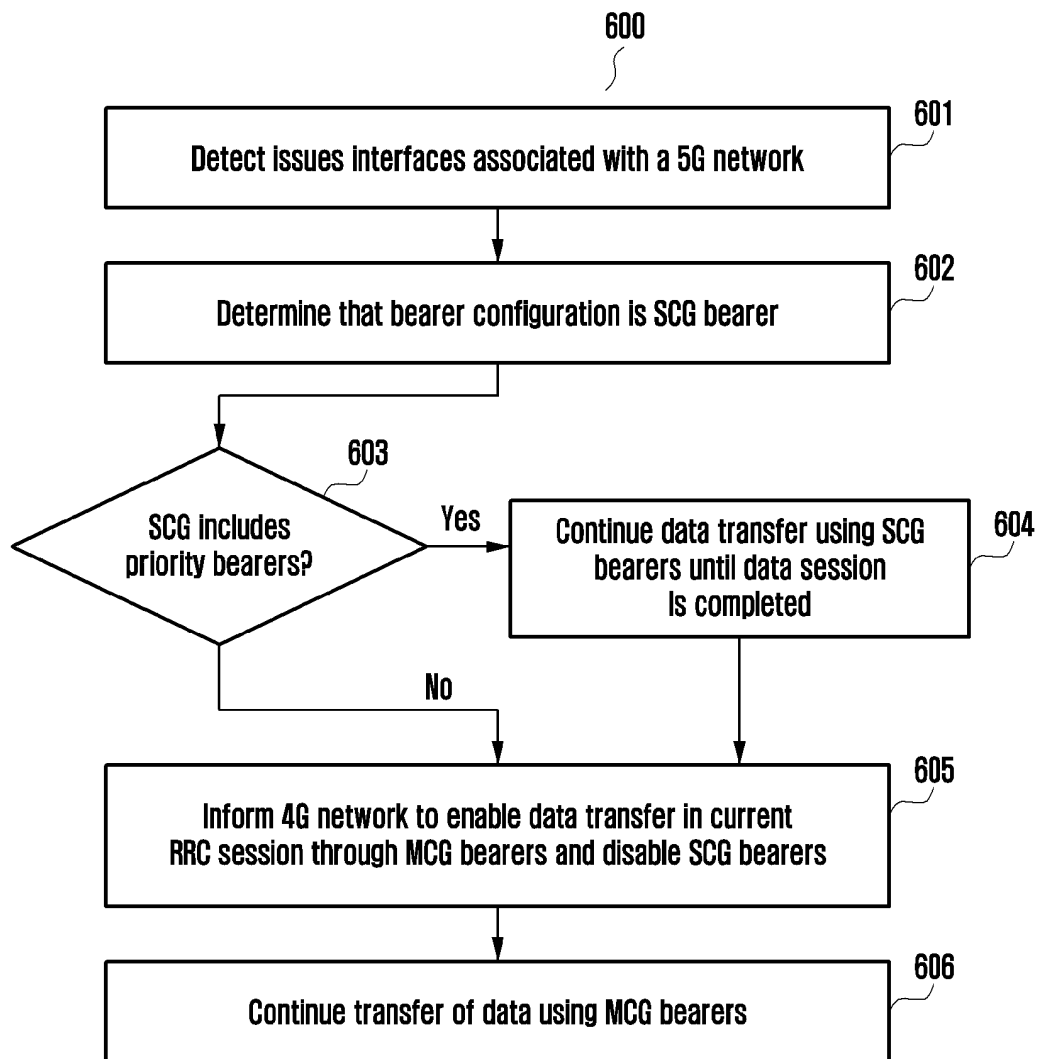 600
601
Detect issues interfaces associated with a 5G network
602
Determine that bearer configuration is SCG bearer
603
SCG includes
priority bearers?
Yes
604
Continue data transfer using SCG
bearers until data session
Is completed
No
605
Inform 4G network to enable data transfer in current
RRC session through MCG bearers and disable SCG bearers
606
Continue transfer of data using MCG bearers